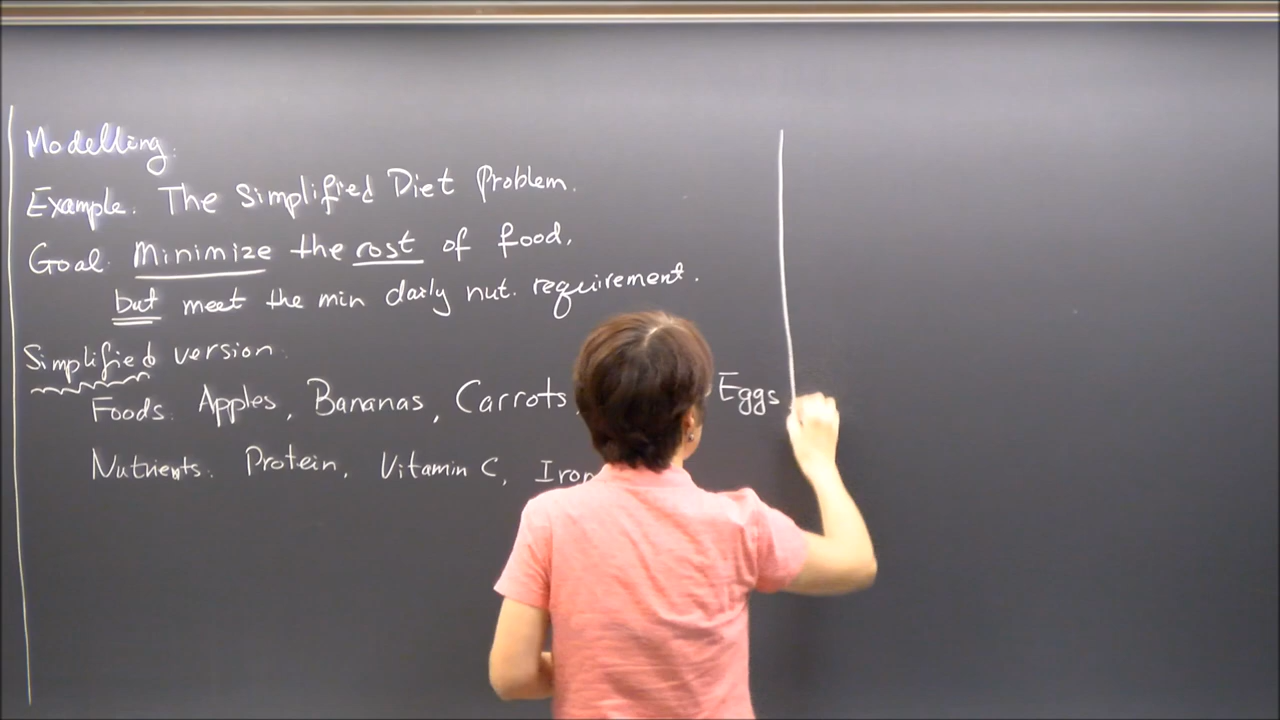 Modelling.
Example. The Simplified Diet Problem.
Goal. Minimize the cost of food,
but meet the min daily nut. requirement.
Simplified version.
Foods. Apples, Bananas, Carrots, Eggs
Nutrients. Protein, Vitamin C, Iron